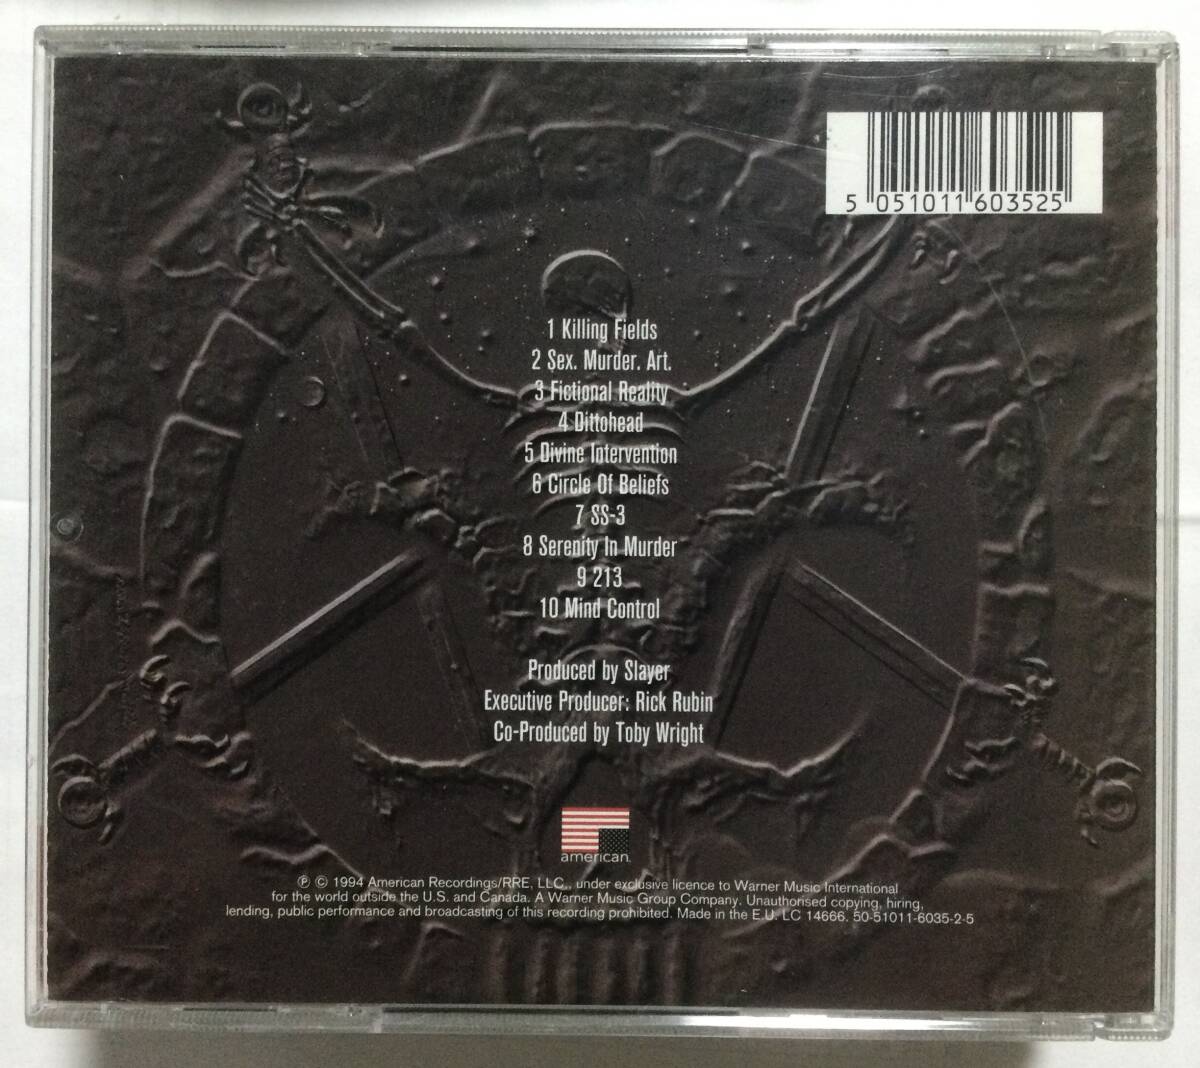 5 051011 603525
1 Killing Fields
2 Sex. Murder. Art.
3 Fictional Reality
4 Dittohead
5 Divine Intervention
6 Circle Of Beliefs
7 SS-3
8 Serenity In Murder
9 213
10 Mind Control
Produced by Slayer
Executive Producer: Rick Rubin
Co-Produced by Toby Wright
american.
℗ © 1994 American Recordings/RRE, LLC., under exclusive licence to Warner Music International
for the world outside the U.S. and Canada. A Warner Music Group Company. Unauthorised copying, hiring,
lending, public performance and broadcasting of this recording prohibited. Made in the E.U. LC 14666. 50-51011-6035-2-5